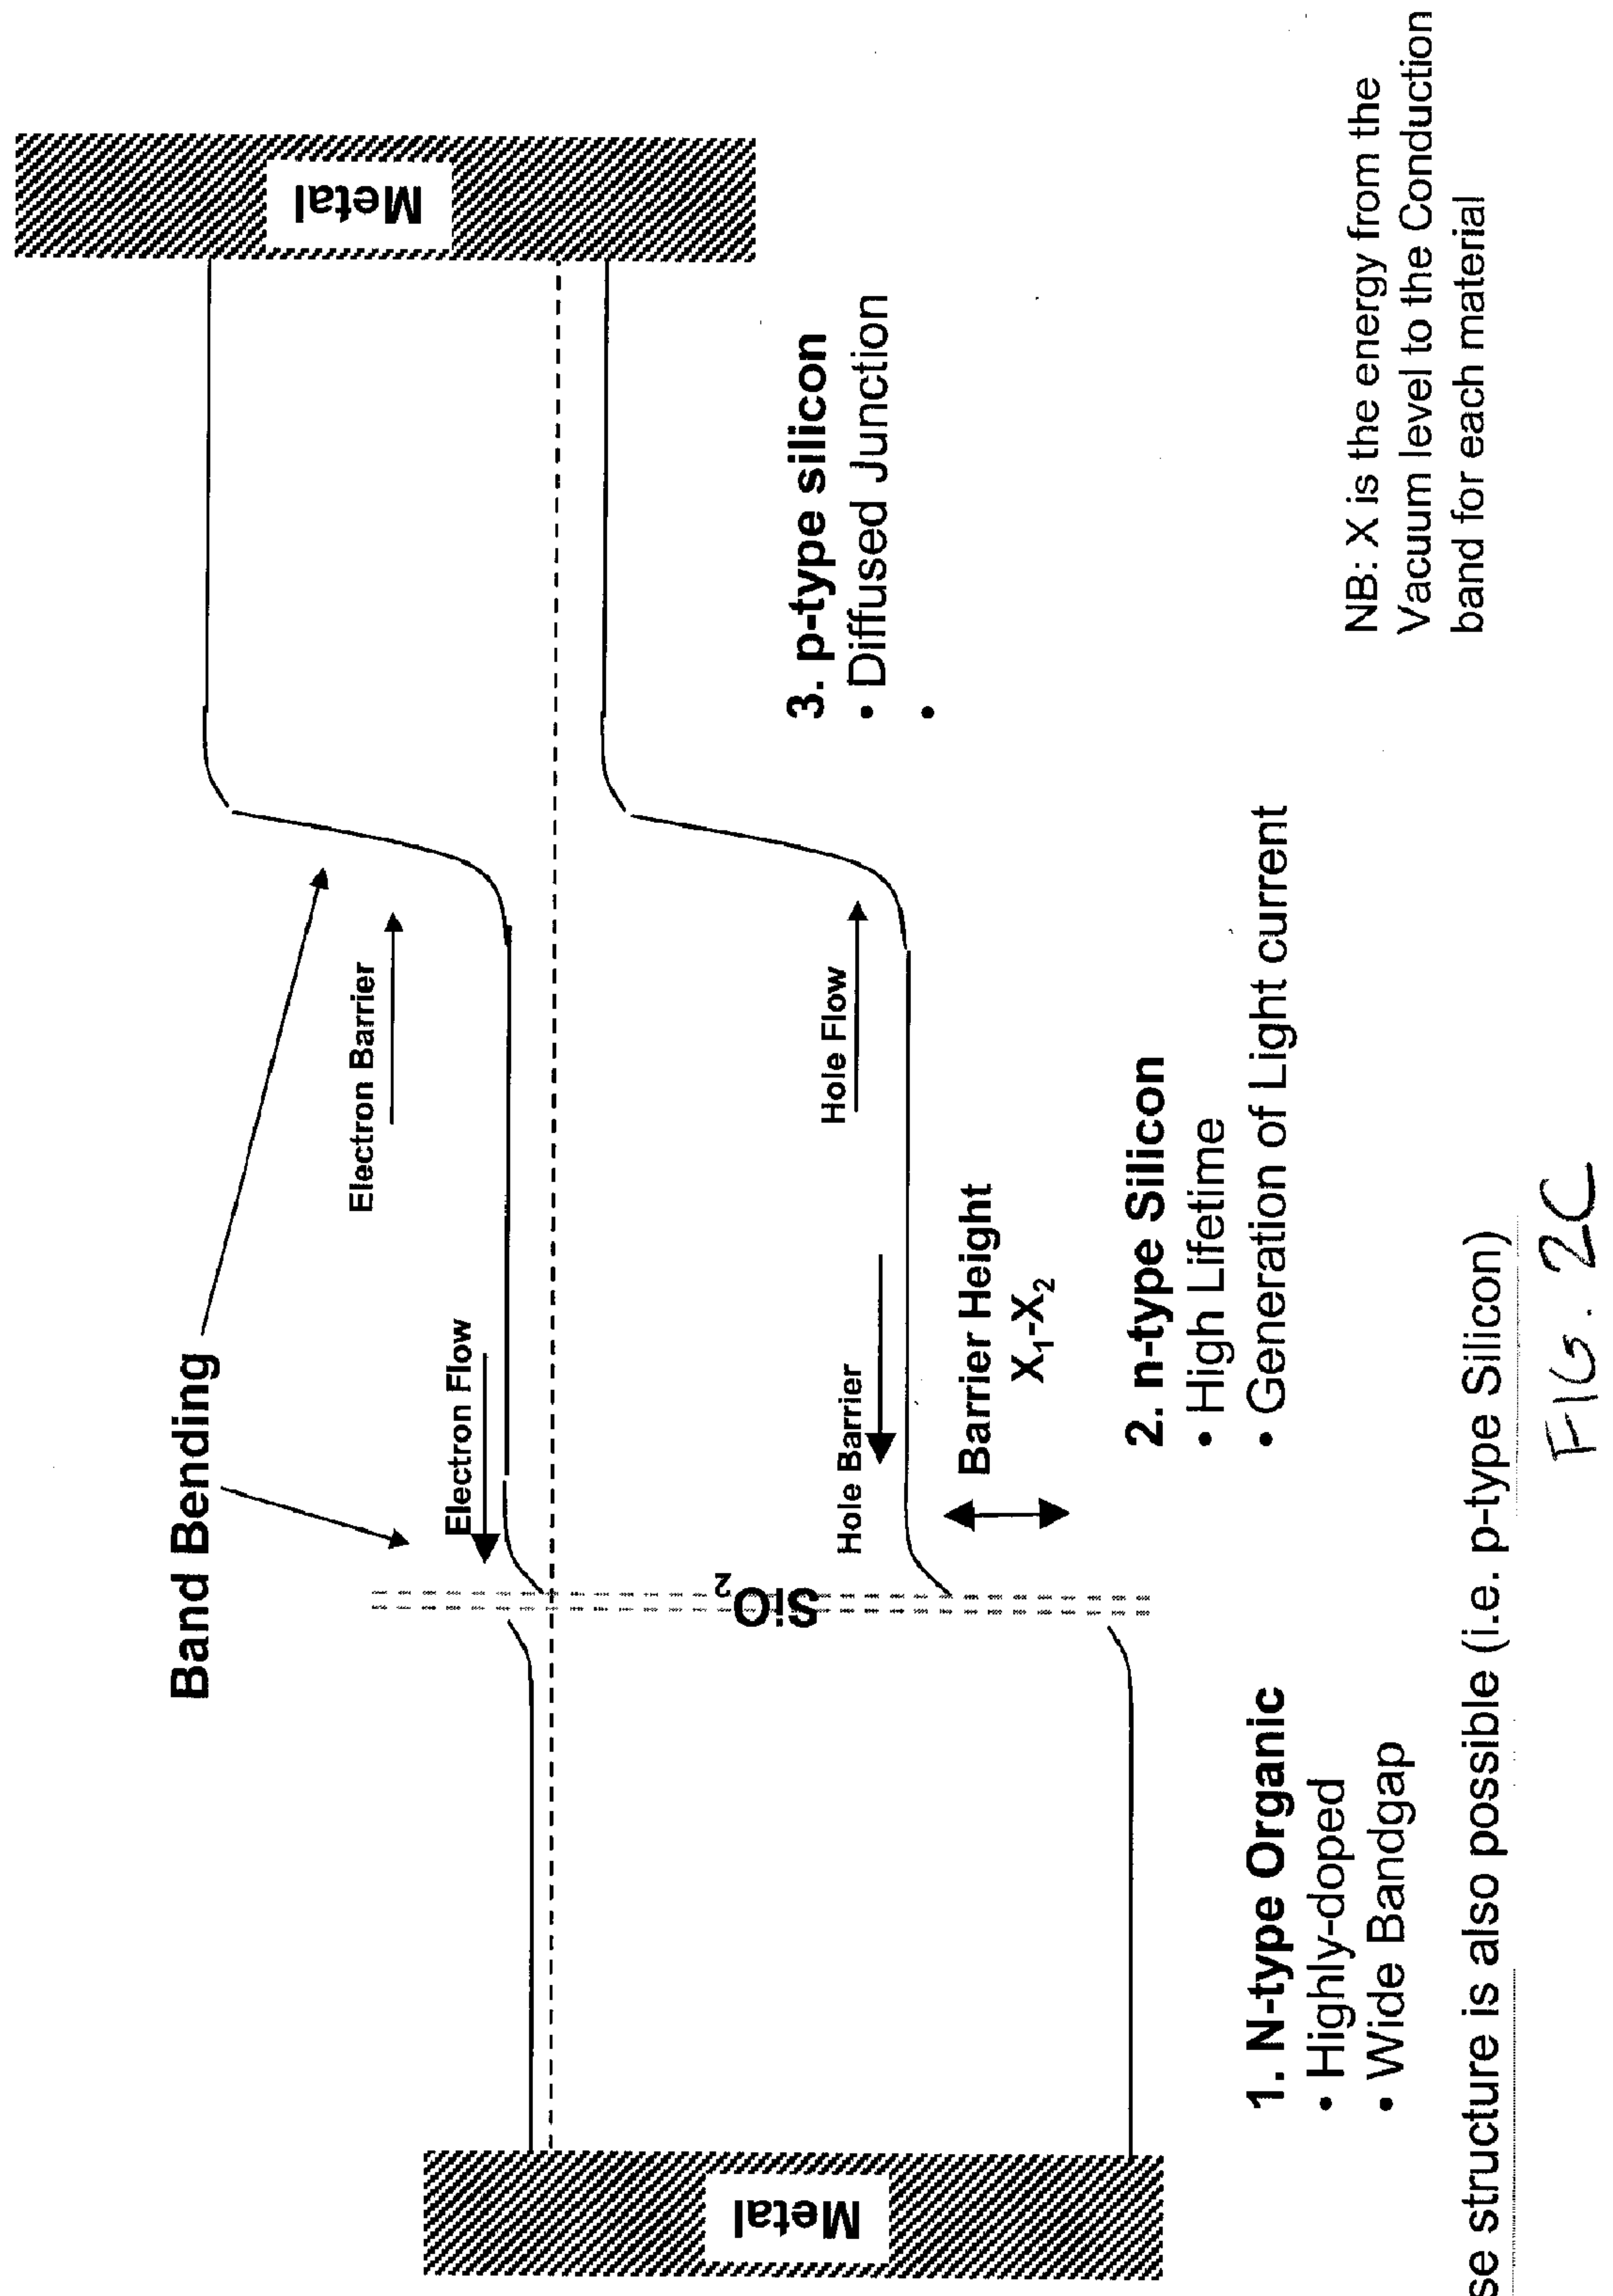 Band Bending
Metal
Electron Barrier
Electron Flow
SiO2
Hole Flow
Hole Barrier
Barrier Height
X1-X2
Metal
3. p-type silicon
• Diffused Junction
•
2. n-type Silicon
• High Lifetime
• Generation of Light current
1. N-type Organic
• Highly-doped
• Wide Bandgap
NB: X is the energy from the
Vacuum level to the Conduction
band for each material
structure is also possible (i.e. p-type Silicon)
FIG. 2C